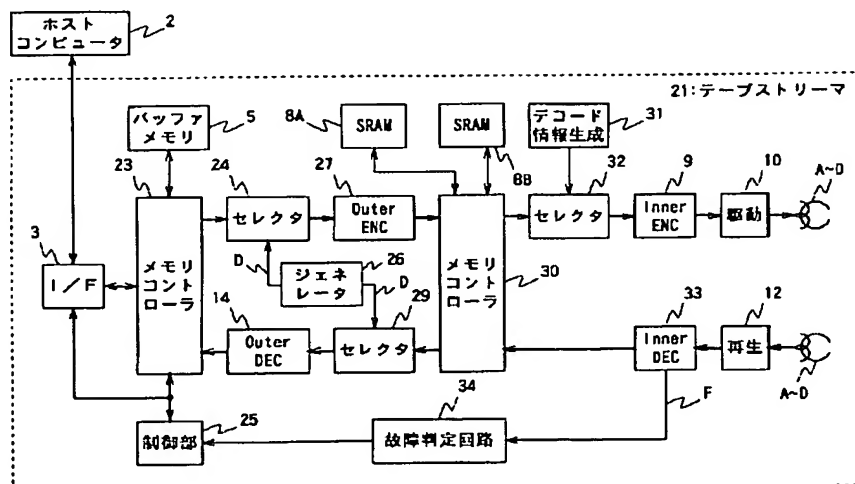 ホスト
コンピュータ
2
21:テープストリーマ
バッファ
メモリ
5
8A
SRAM
SRAM
8B
デコード
情報生成
31
23
24
27
32
9
10
A~D
セレクタ
Outer
ENC
セレクタ
Inner
ENC
駆動
3
I/F
メモリ
コント
ローラ
D
ジェネ
レータ
26
D
メモリ
コント
ローラ
30
14
29
33
12
Outer
DEC
セレクタ
Inner
DEC
再生
A~D
F
制御部
25
故障判定回路
34